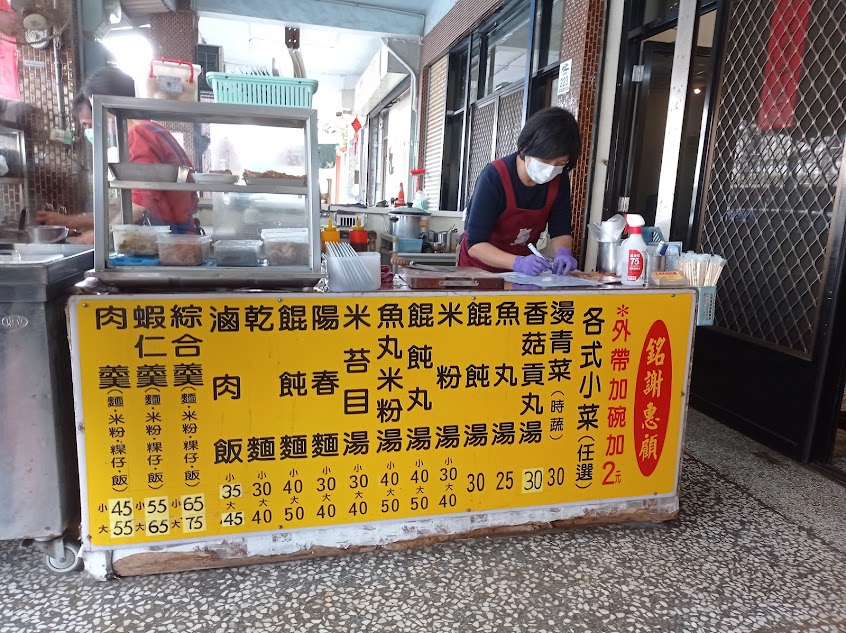 肉羹(麵·米粉·粿仔·飯) 小45 大55
蝦仁羹(麵·米粉·粿仔·飯) 小55 大65
綜合羹(麵·米粉·粿仔·飯) 小65 大75
滷肉飯 小35 大45
乾麵 小30 大40
餛飩麵 小40 大50
陽春麵 小30 大40
米苔目湯 小30 大40
魚丸米粉湯 小40 大50
餛飩丸湯 小40 大50
米粉湯 小30 大40
餛飩湯 30
魚丸湯 25
香菇貢丸湯 30
燙青菜(時蔬) 30
各式小菜(任選)
*外帶加碗加2元
銘謝惠顧
75